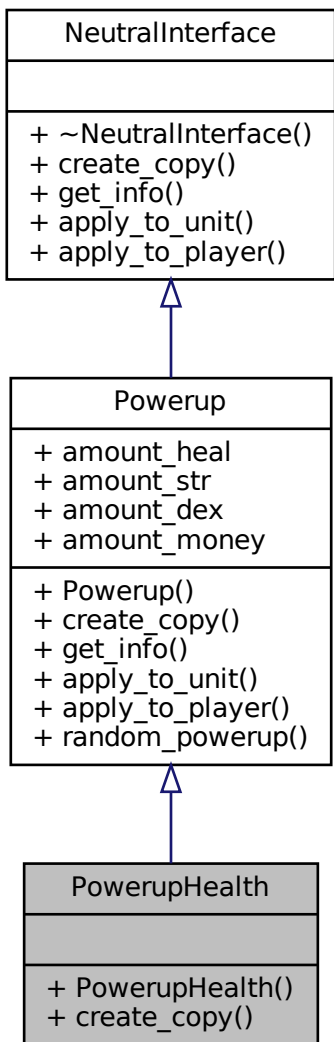 NeutralInterface
+ ~NeutralInterface()
+ create_copy()
+ get_info()
+ apply_to_unit()
+ apply_to_player()
Powerup
+ amount_heal
+ amount_str
+ amount_dex
+ amount_money
+ Powerup()
+ create_copy()
+ get_info()
+ apply_to_unit()
+ apply_to_player()
+ random_powerup()
PowerupHealth
+ PowerupHealth()
+ create_copy()